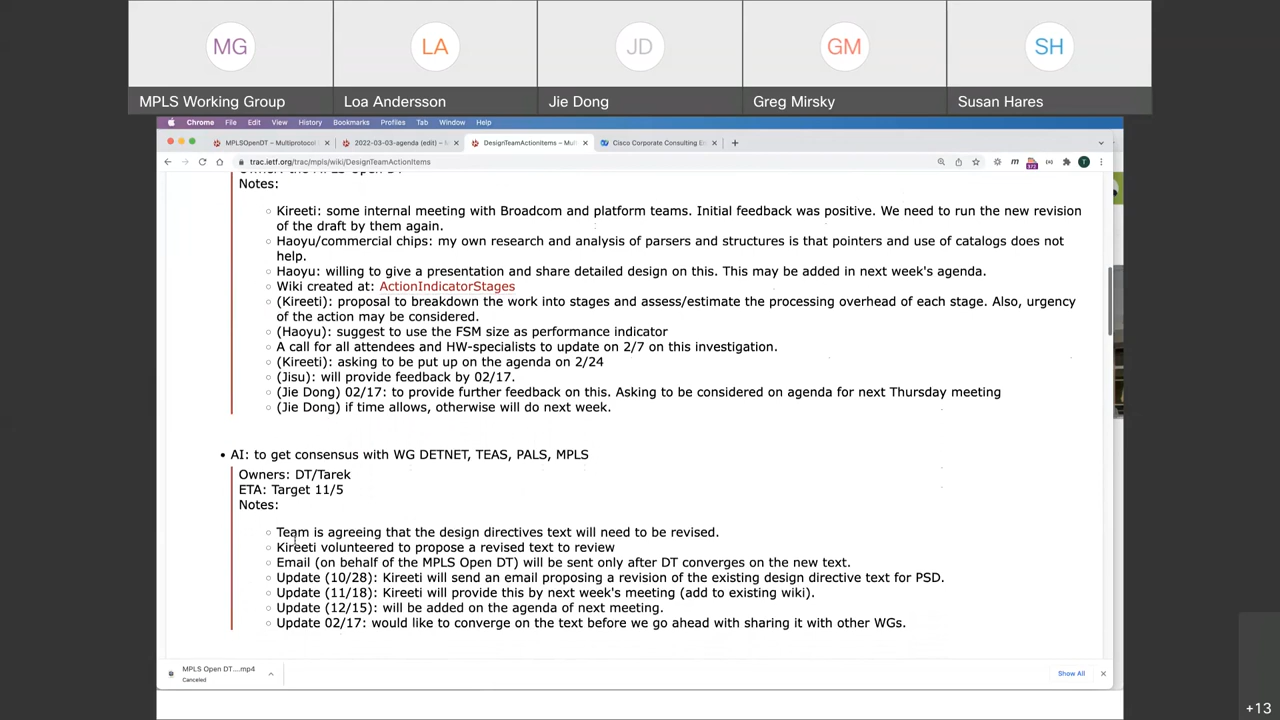 MG
LA
JD
GM
SH
MPLS Working Group
Loa Andersson
Jie Dong
Greg Mirsky
Susan Hares
Chrome File Edit View History Bookmarks Profiles Tab Window Help
MPLSOpenDT – Multiprotocol
2022-03-03-agenda (edit) –
DesignTeamActionItems – Mul
Cisco Corporate Consulting
trac.ietf.org/trac/mpls/wiki/DesignTeamActionItems
Notes:
Kireeti: some internal meeting with Broadcom and platform teams. Initial feedback was positive. We need to run the new revision
of the draft by them again.
Haoyu/commercial chips: my own research and analysis of parsers and structures is that pointers and use of catalogs does not
help.
Haoyu: willing to give a presentation and share detailed design on this. This may be added in next week's agenda.
Wiki created at: ActionIndicatorStages
(Kireeti): proposal to breakdown the work into stages and assess/estimate the processing overhead of each stage. Also, urgency
of the action may be considered.
(Haoyu): suggest to use the FSM size as performance indicator
A call for all attendees and HW-specialists to update on 2/7 on this investigation.
(Kireeti): asking to be put up on the agenda on 2/24
(Jisu): will provide feedback by 02/17.
(Jie Dong) 02/17: to provide further feedback on this. Asking to be considered on agenda for next Thursday meeting
(Jie Dong) if time allows, otherwise will do next week.
AI: to get consensus with WG DETNET, TEAS, PALS, MPLS
Owners: DT/Tarek
ETA: Target 11/5
Notes:
Team is agreeing that the design directives text will need to be revised.
Kireeti volunteered to propose a revised text to review
Email (on behalf of the MPLS Open DT) will be sent only after DT converges on the new text.
Update (10/28): Kireeti will send an email proposing a revision of the existing design directive text for PSD.
Update (11/18): Kireeti will provide this by next week's meeting (add to existing wiki).
Update (12/15): will be added on the agenda of next meeting.
Update 02/17: would like to converge on the text before we go ahead with sharing it with other WGs.
MPLS Open DT....mp4
Canceled
Show All
+13